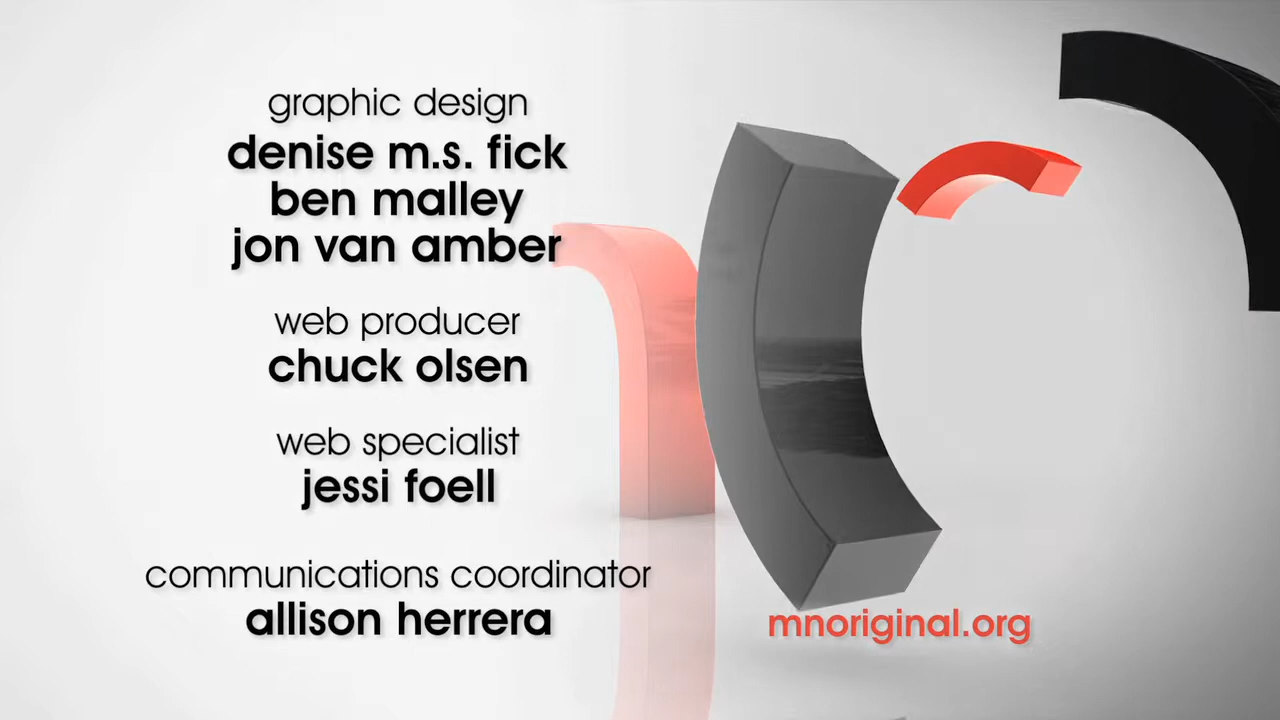 graphic design
denise m.s. fick
ben malley
jon van amber
web producer
chuck olsen
web specialist
jessi foell
communications coordinator
allison herrera
mnoriginal.org